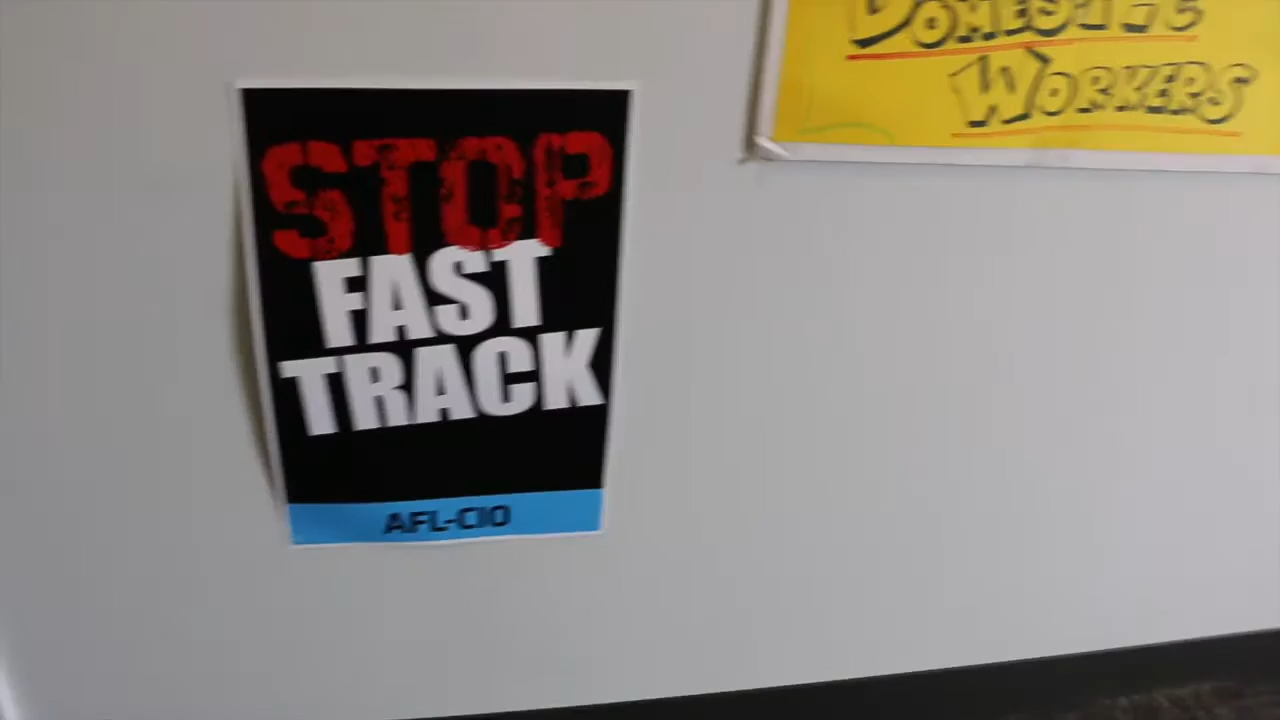 STOP
FAST
TRACK
AFL-CIO
DOMESTIC
WORKERS